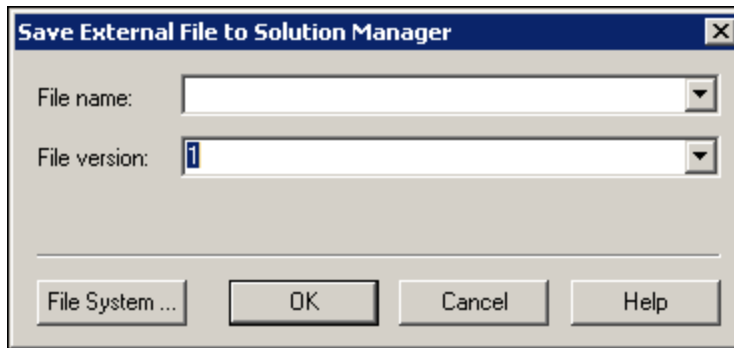 Save External File to Solution Manager
File name:
File version: 1
File System ... OK Cancel Help